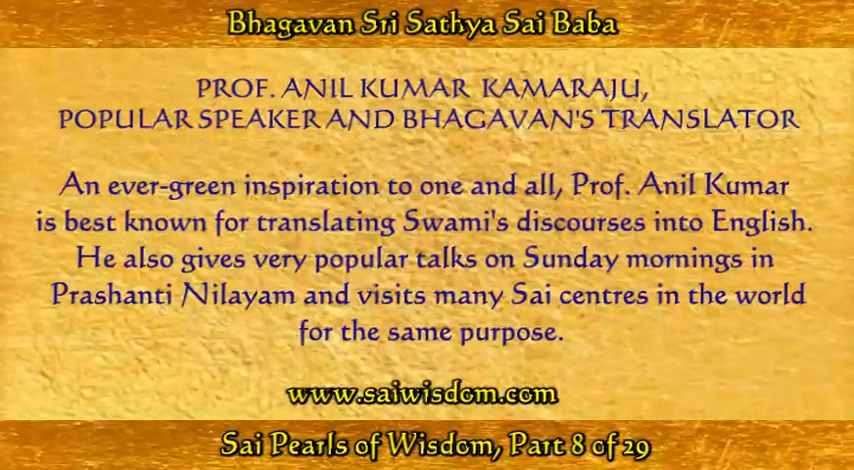 Bhagavan Sri Sathya Sai Baba
PROF. ANIL KUMAR KAMARAJU,
POPULAR SPEAKER AND BHAGAVAN'S TRANSLATOR
An ever-green inspiration to one and all, Prof. Anil Kumar
is best known for translating Swami's discourses into English.
He also gives very popular talks on Sunday mornings in
Prashanti Nilayam and visits many Sai centres in the world
for the same purpose.
www.saiwisdom.com
Sai Pearls of Wisdom, Part 8 of 29